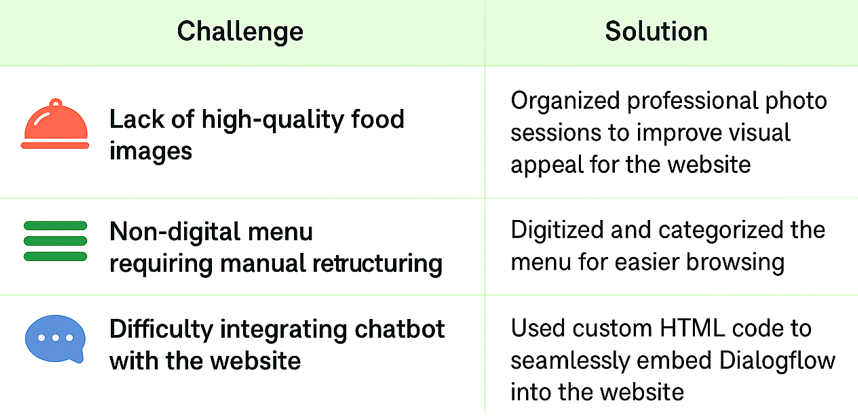 Challenge
Solution
Lack of high-quality food
images
Organized professional photo
sessions to improve visual
appeal for the website
Non-digital menu
requiring manual retructuring
Digitized and categorized the
menu for easier browsing
Difficulty integrating chatbot
with the website
Used custom HTML code to
seamlessly embed Dialogflow
into the website